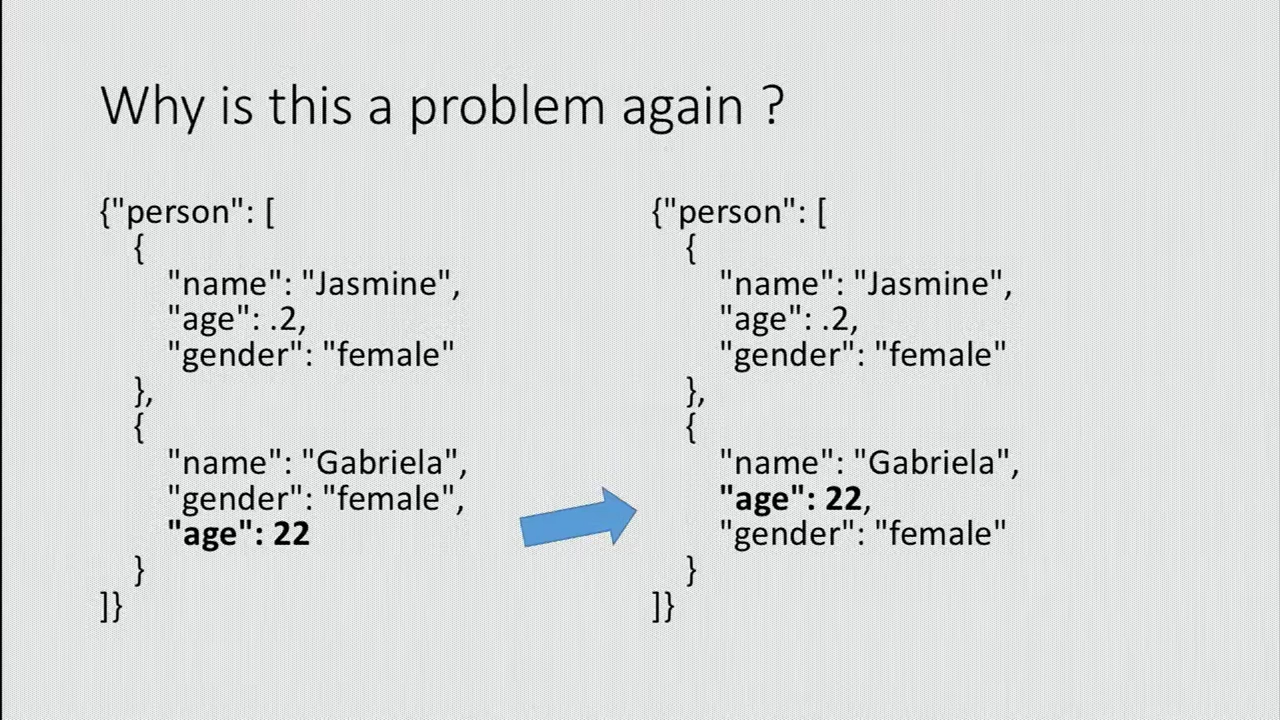 Why is this a problem again ?
{"person": [
{
"name": "Jasmine",
"age": .2,
"gender": "female"
},
{
"name": "Gabriela",
"gender": "female",
"age": 22
}
]}
{"person": [
{
"name": "Jasmine",
"age": .2,
"gender": "female"
},
{
"name": "Gabriela",
"age": 22,
"gender": "female"
}
]}